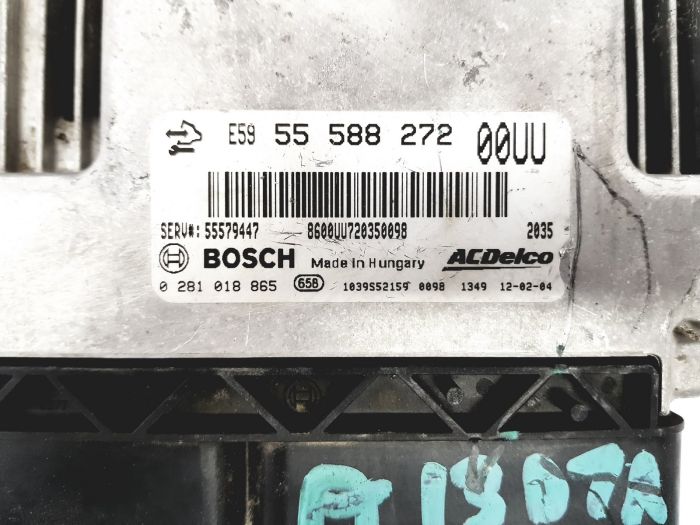 E59 55 588 272 00UU
SERV#: 55579447 8600UU720350098 2035
BOSCH Made in Hungary ACDelco
0 281 018 865 658 1039S52159 0098 1349 12-02-04